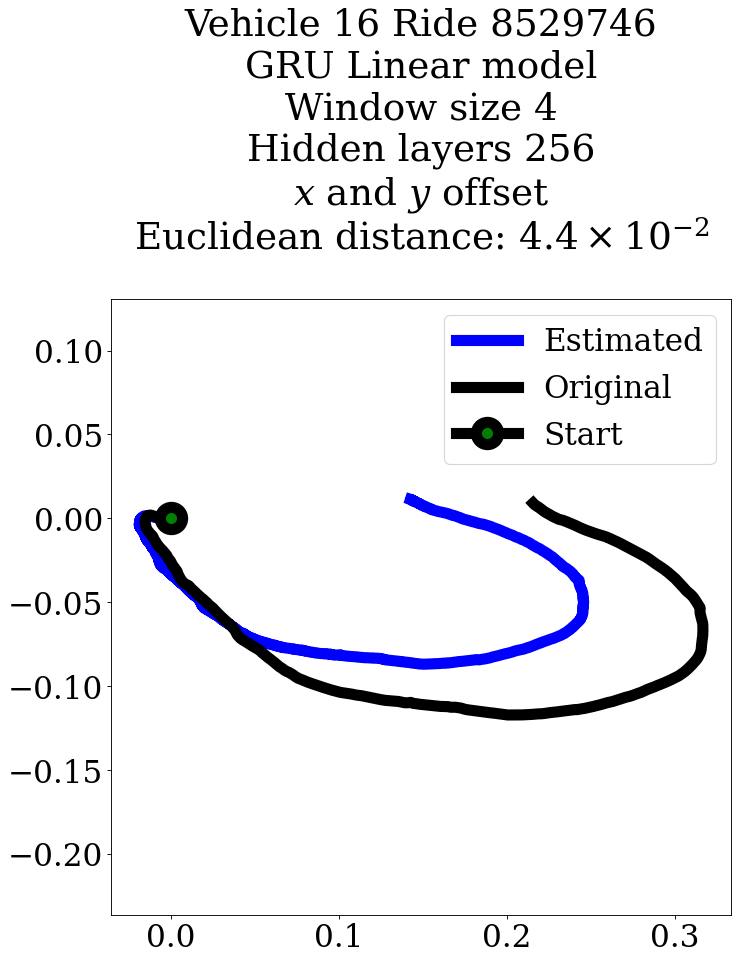 Vehicle 16 Ride 8529746
GRU Linear model
Window size 4
Hidden layers 256
x and y offset
Euclidean distance: 4.4 × 10⁻²
Estimated
Original
Start
0.10
0.05
0.00
−0.05
−0.10
−0.15
−0.20
0.0 0.1 0.2 0.3